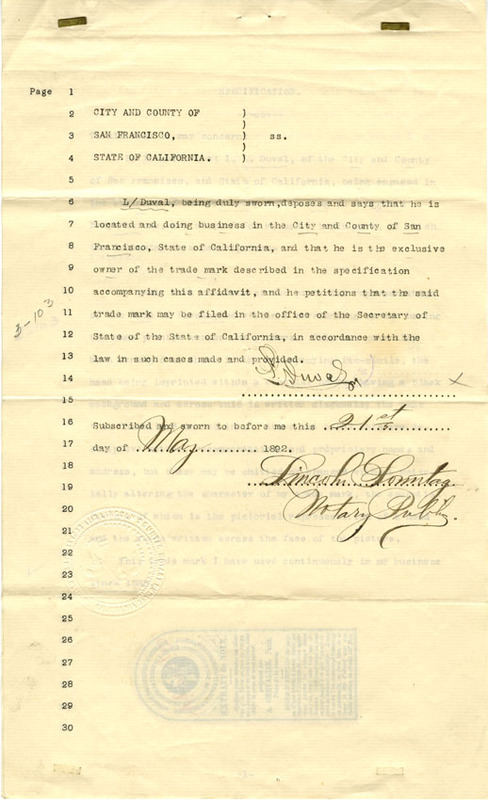 Page 1
2 CITY AND COUNTY OF )
)
3 SAN FRANCISCO, ) ss.
)
4 STATE OF CALIFORNIA. )
5
6 L/Duval, being duly sworn,deposes and says that he is
7 located and doing business in the City and County of San
8 Francisco, State of California, and that he is the exclusive
9 owner of the trade mark described in the specification
10 accompanying this affidavit, and he petitions that the said
3-103
11 trade mark may be filed in the office of the Secretary of
12 State of the State of California, in accordance with the
13 law in such cases made and provided.
14 L. Duval
X
15
16 Subscribed and sworn to before me this 21st
17 day of May 1892.
18 Lincoln Sonntag
19
20 Notary Public.
21
22
23
24
25
26
27
28
29
30